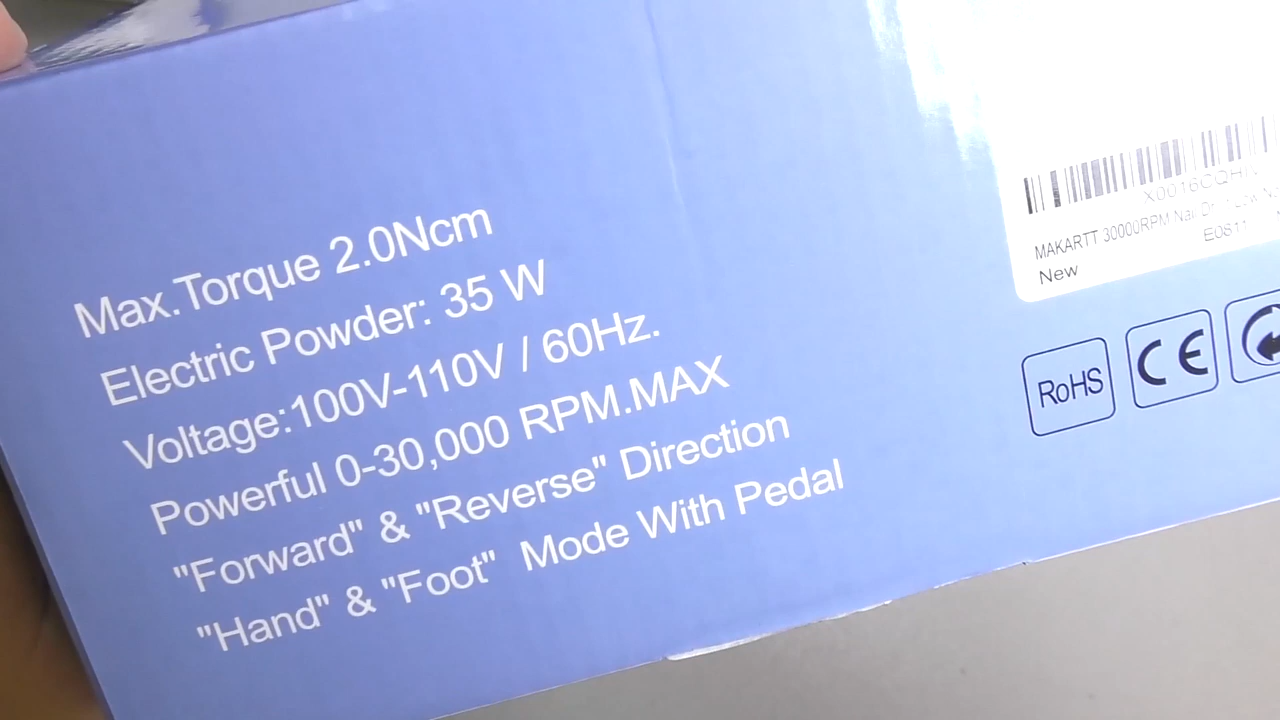 Max.Torque 2.0Ncm
Electric Powder: 35 W
Voltage:100V-110V / 60Hz.
Powerful 0-30,000 RPM.MAX
"Forward" & "Reverse" Direction
"Hand" & "Foot" Mode With Pedal
MAKARTT 30000RPM Nail
New
RoHS
CE